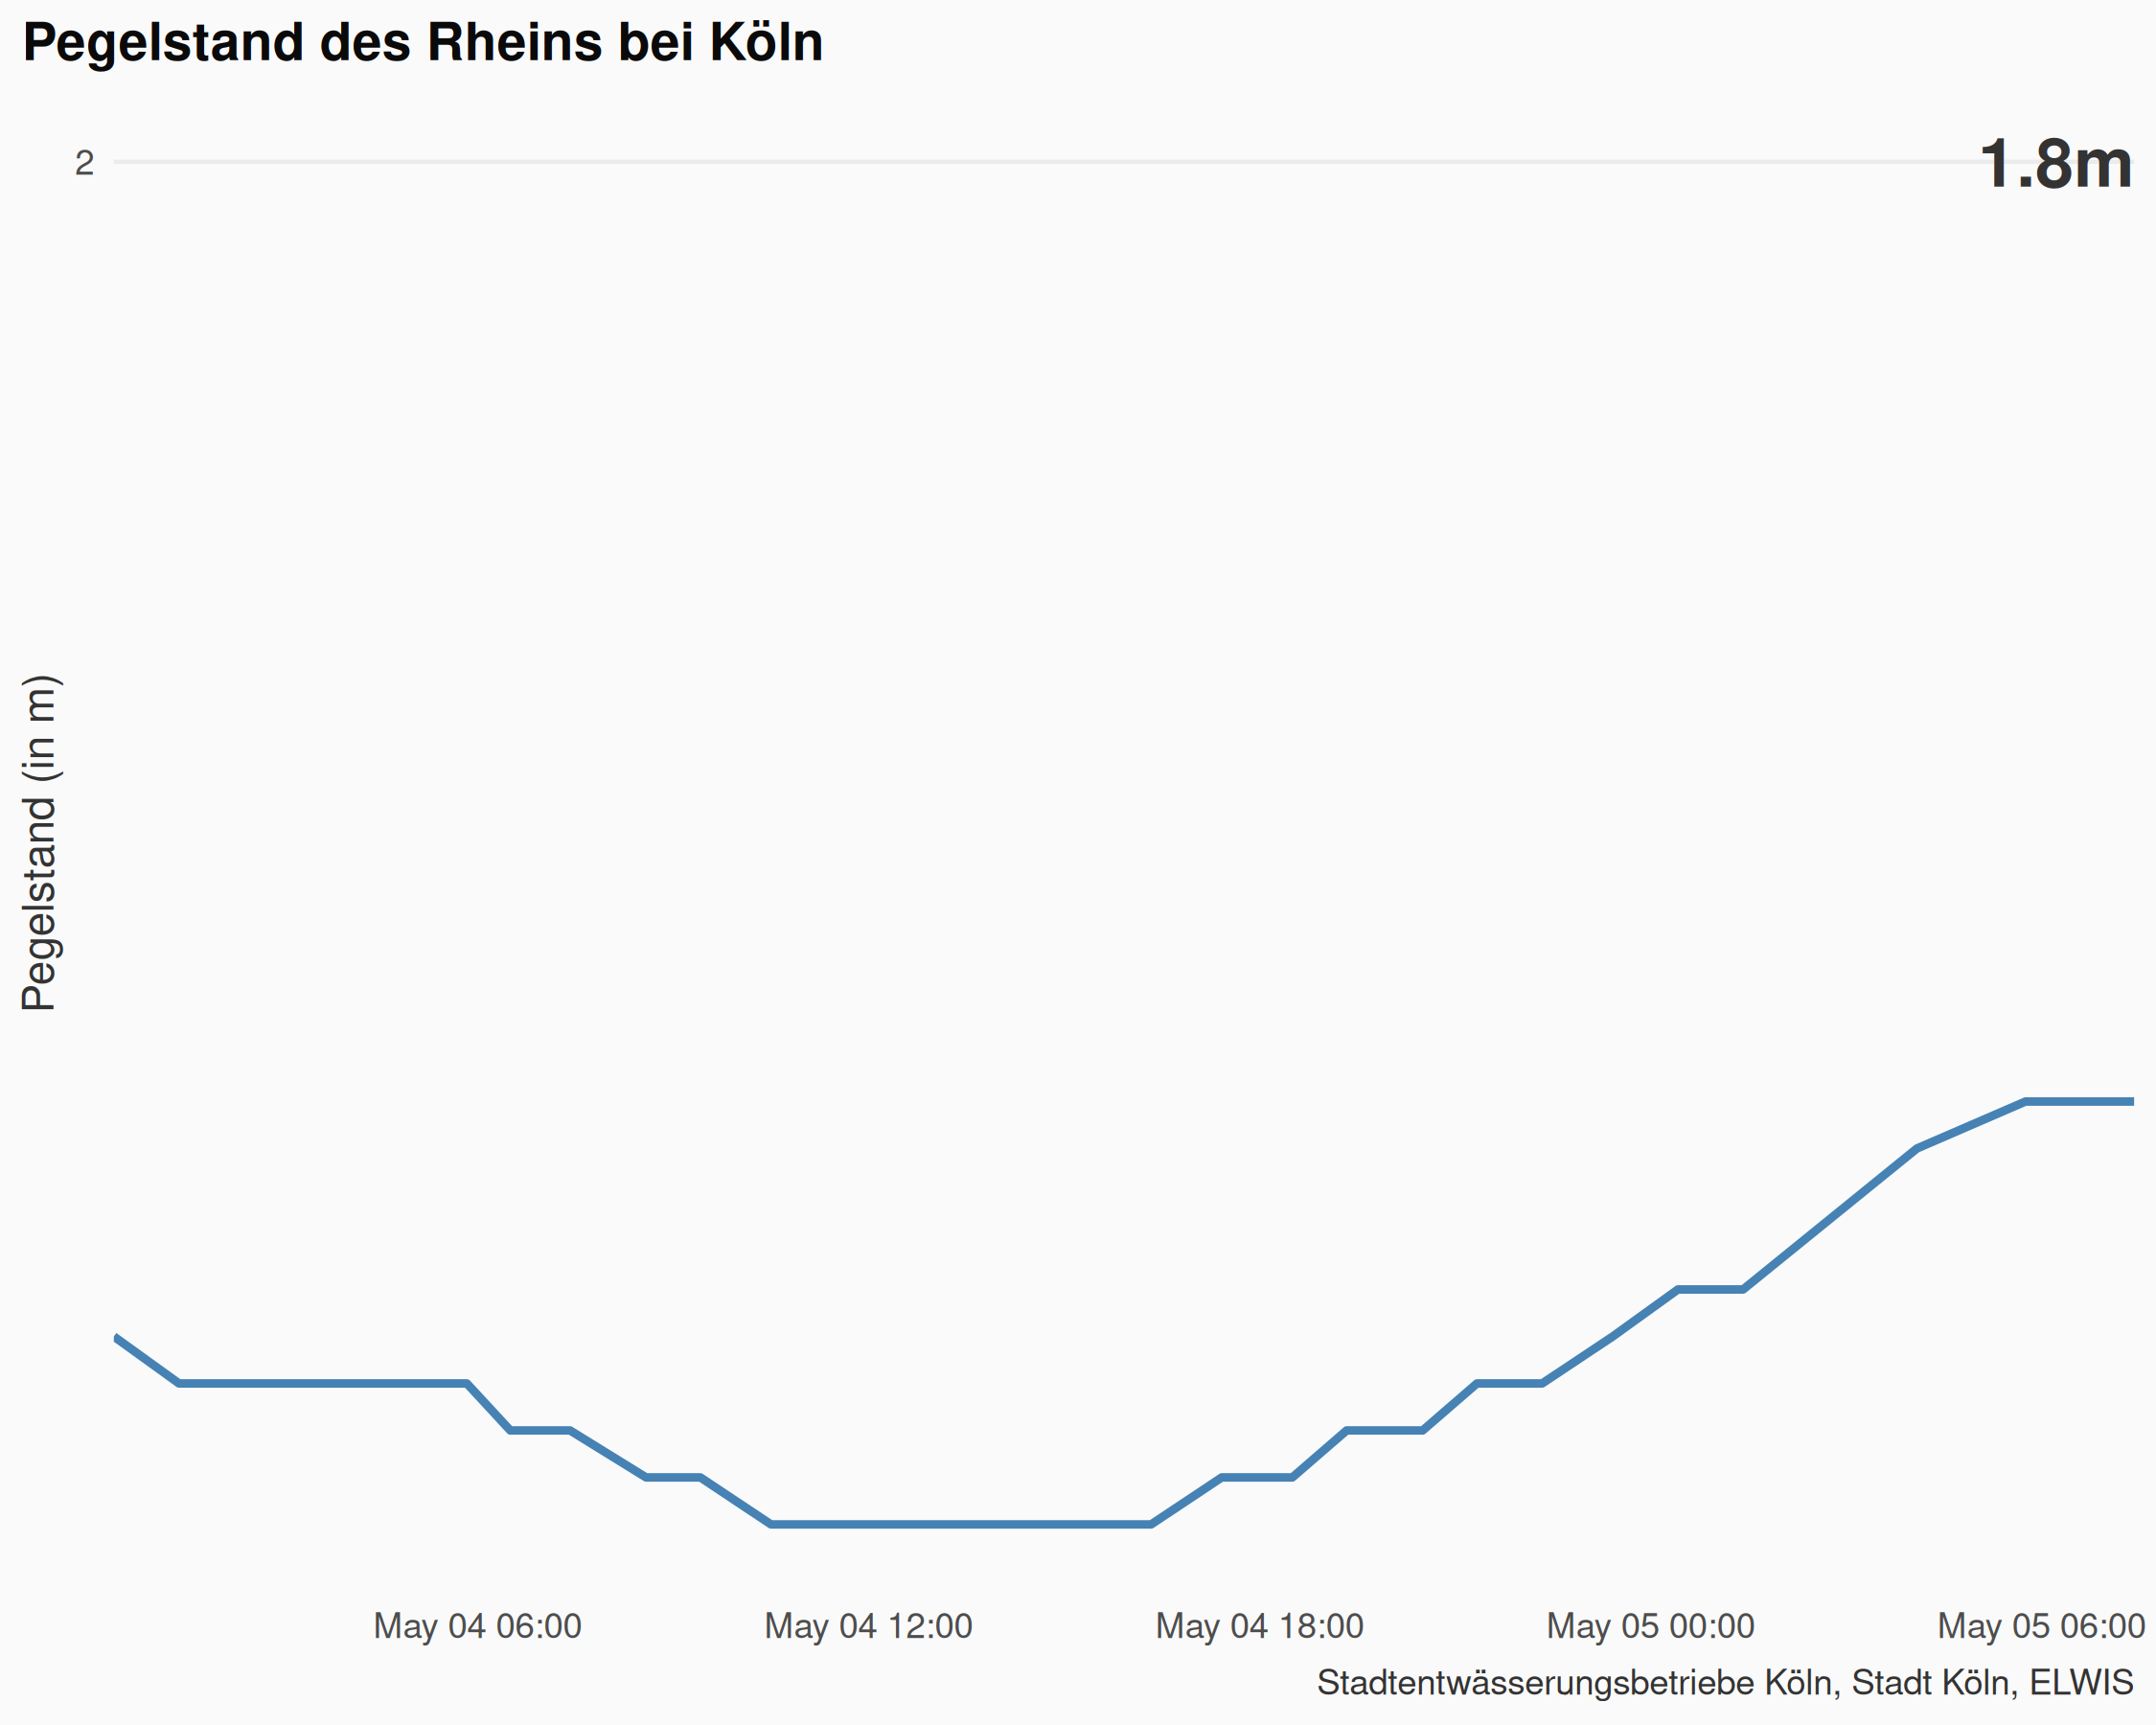 Pegelstand des Rheins bei Köln
2
1.8m
Pegelstand (in m)
May 04 06:00
May 04 12:00
May 04 18:00
May 05 00:00
May 05 06:00
Stadtentwässerungsbetriebe Köln, Stadt Köln, ELWIS